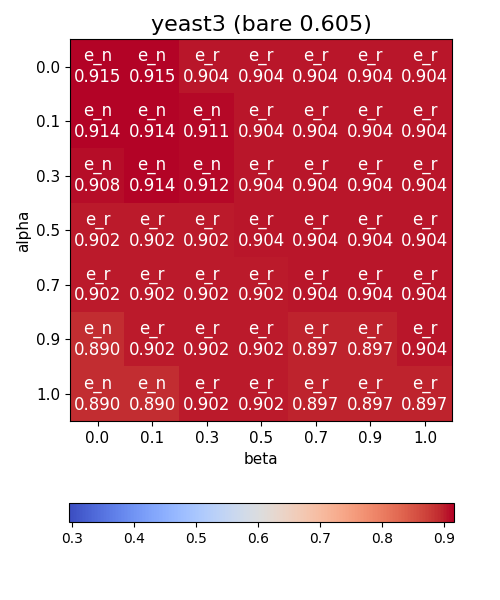 yeast3 (bare 0.605)
e_n e_n e_r e_r e_r e_r e_r
0.0 0.915 0.915 0.904 0.904 0.904 0.904 0.904
e_n e_n e_n e_r e_r e_r e_r
0.1 0.914 0.914 0.911 0.904 0.904 0.904 0.904
e_n e_n e_n e_r e_r e_r e_r
0.3 0.908 0.914 0.912 0.904 0.904 0.904 0.904
e_r e_r e_r e_r e_r e_r e_r
0.5 0.902 0.902 0.902 0.904 0.904 0.904 0.904
e_r e_r e_r e_r e_r e_r e_r
0.7 0.902 0.902 0.902 0.902 0.904 0.904 0.904
e_n e_r e_r e_r e_r e_r e_r
0.9 0.890 0.902 0.902 0.902 0.897 0.897 0.904
e_n e_n e_r e_r e_r e_r e_r
1.0 0.890 0.890 0.902 0.902 0.897 0.897 0.897
alpha
0.0 0.1 0.3 0.5 0.7 0.9 1.0
beta
0.3 0.4 0.5 0.6 0.7 0.8 0.9